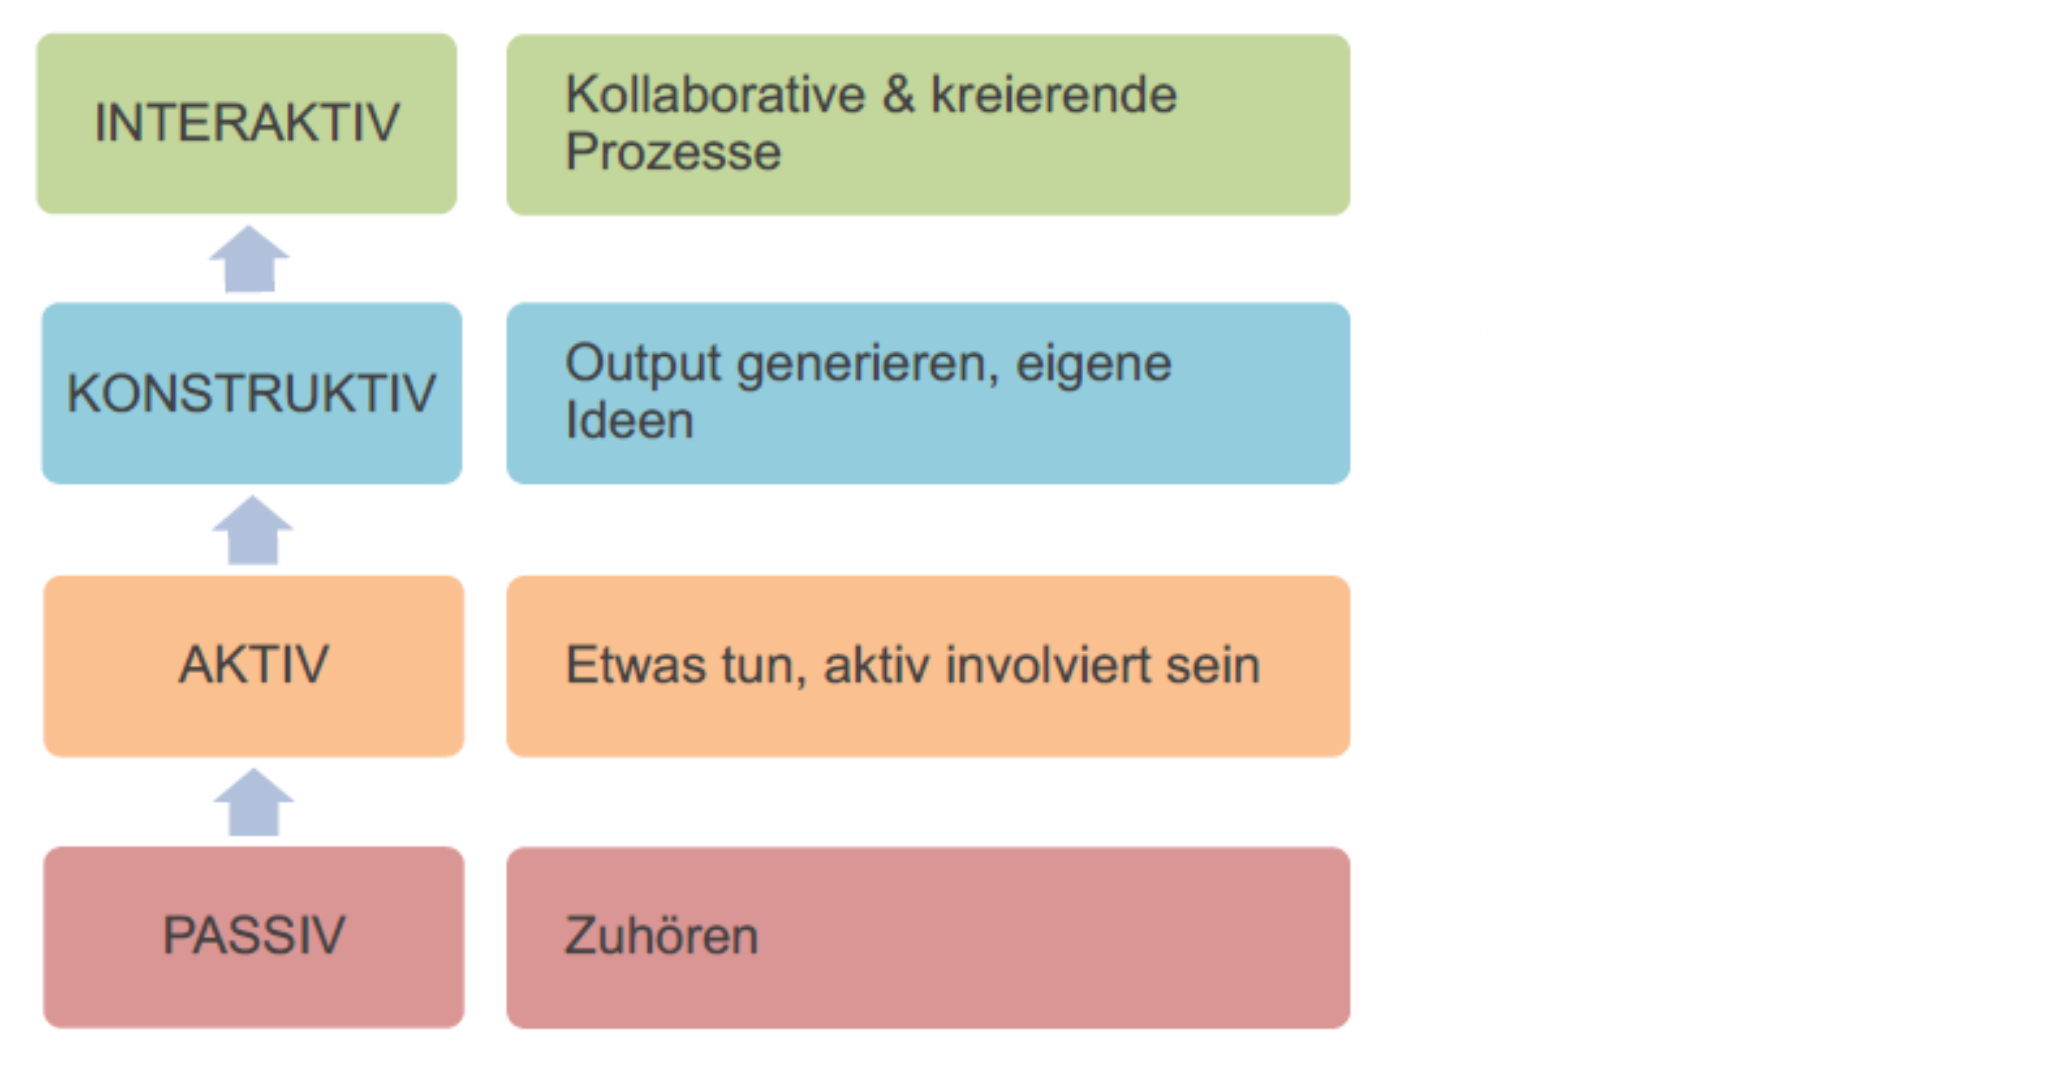 INTERAKTIV
Kollaborative & kreierende
Prozesse
KONSTRUKTIV
Output generieren, eigene
Ideen
AKTIV
Etwas tun, aktiv involviert sein
PASSIV
Zuhören